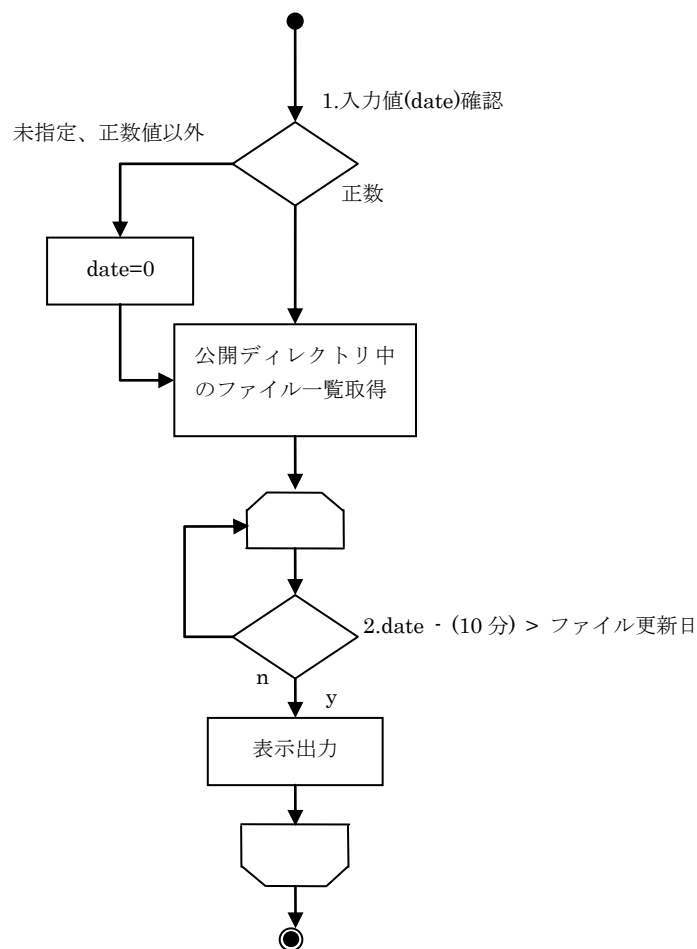 1.入力値(date)確認
未指定、正数値以外
正数
date=0
公開ディレクトリ中
のファイル一覧取得
2.date - (10 分) > ファイル更新日
n
y
表示出力